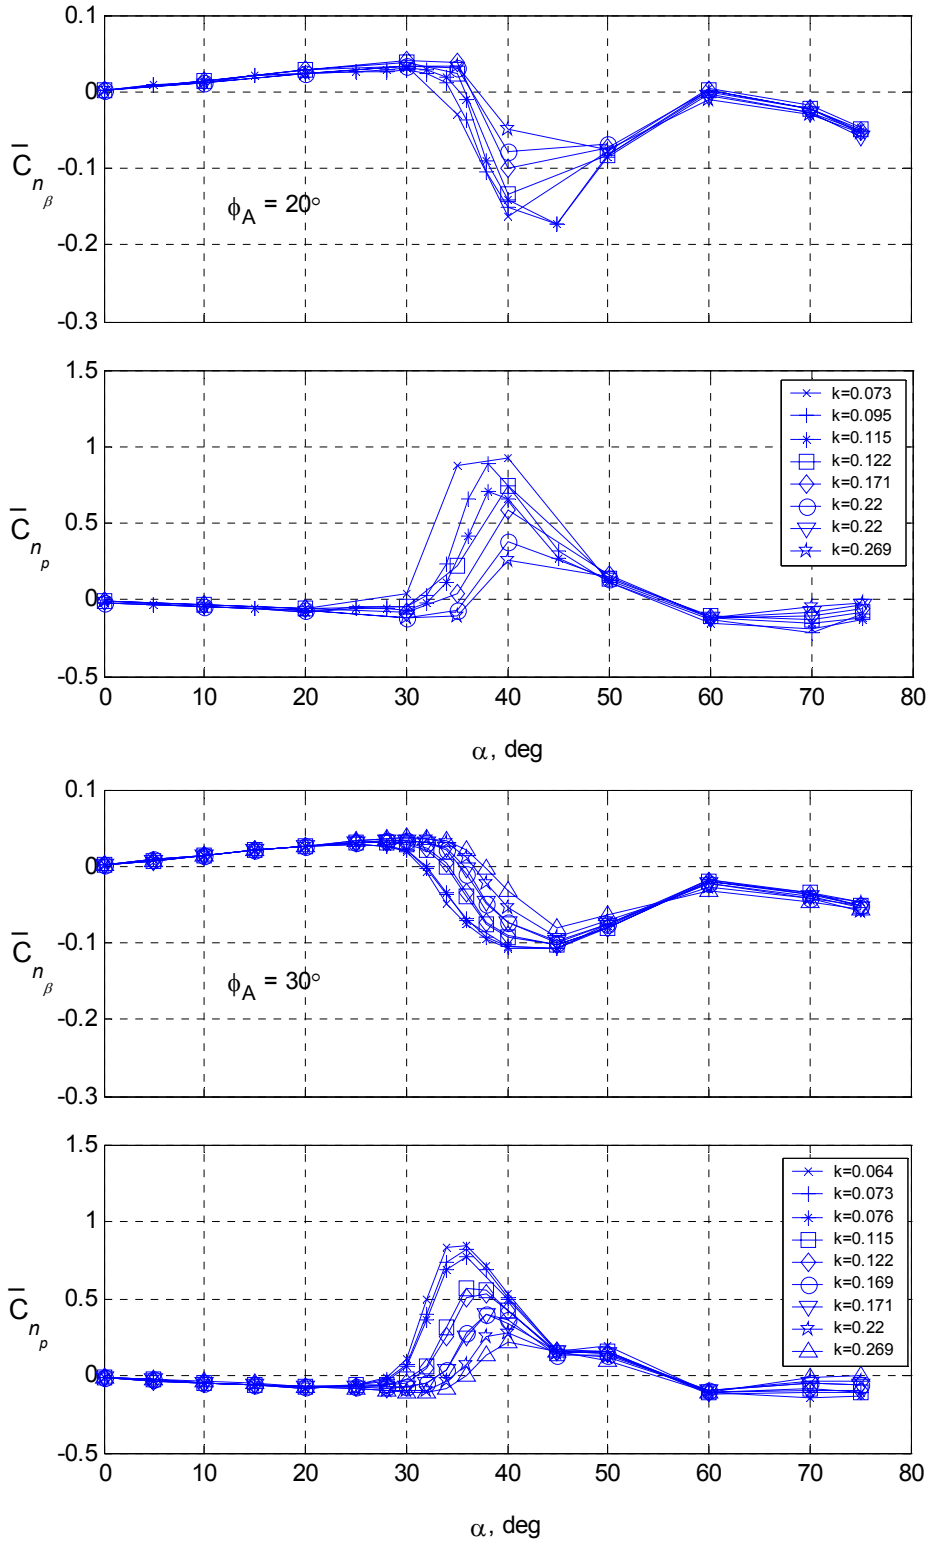 0.1
0
-0.1
-0.2
-0.3
C̄nβ
ϕA = 20°
1.5
1
0.5
0
-0.5
C̄np
k=0.073
k=0.095
k=0.115
k=0.122
k=0.171
k=0.22
k=0.22
k=0.269
0 10 20 30 40 50 60 70 80
α, deg
0.1
0
-0.1
-0.2
-0.3
C̄nβ
ϕA = 30°
1.5
1
0.5
0
-0.5
C̄np
k=0.064
k=0.073
k=0.076
k=0.115
k=0.122
k=0.169
k=0.171
k=0.22
k=0.269
0 10 20 30 40 50 60 70 80
α, deg